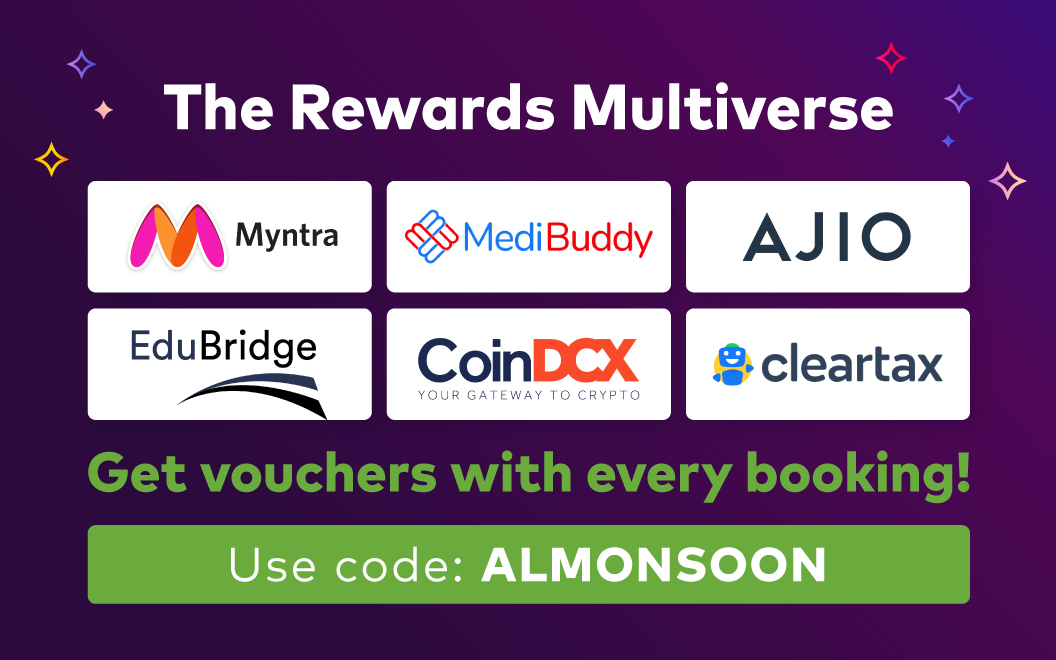 The Rewards Multiverse
Myntra
MediBuddy
AJIO
EduBridge
CoinDCX
YOUR GATEWAY TO CRYPTO
cleartax
Get vouchers with every booking!
Use code: ALMONSOON